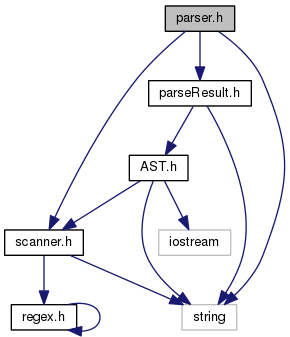 parser.h
parseResult.h
AST.h
scanner.h
iostream
regex.h
string